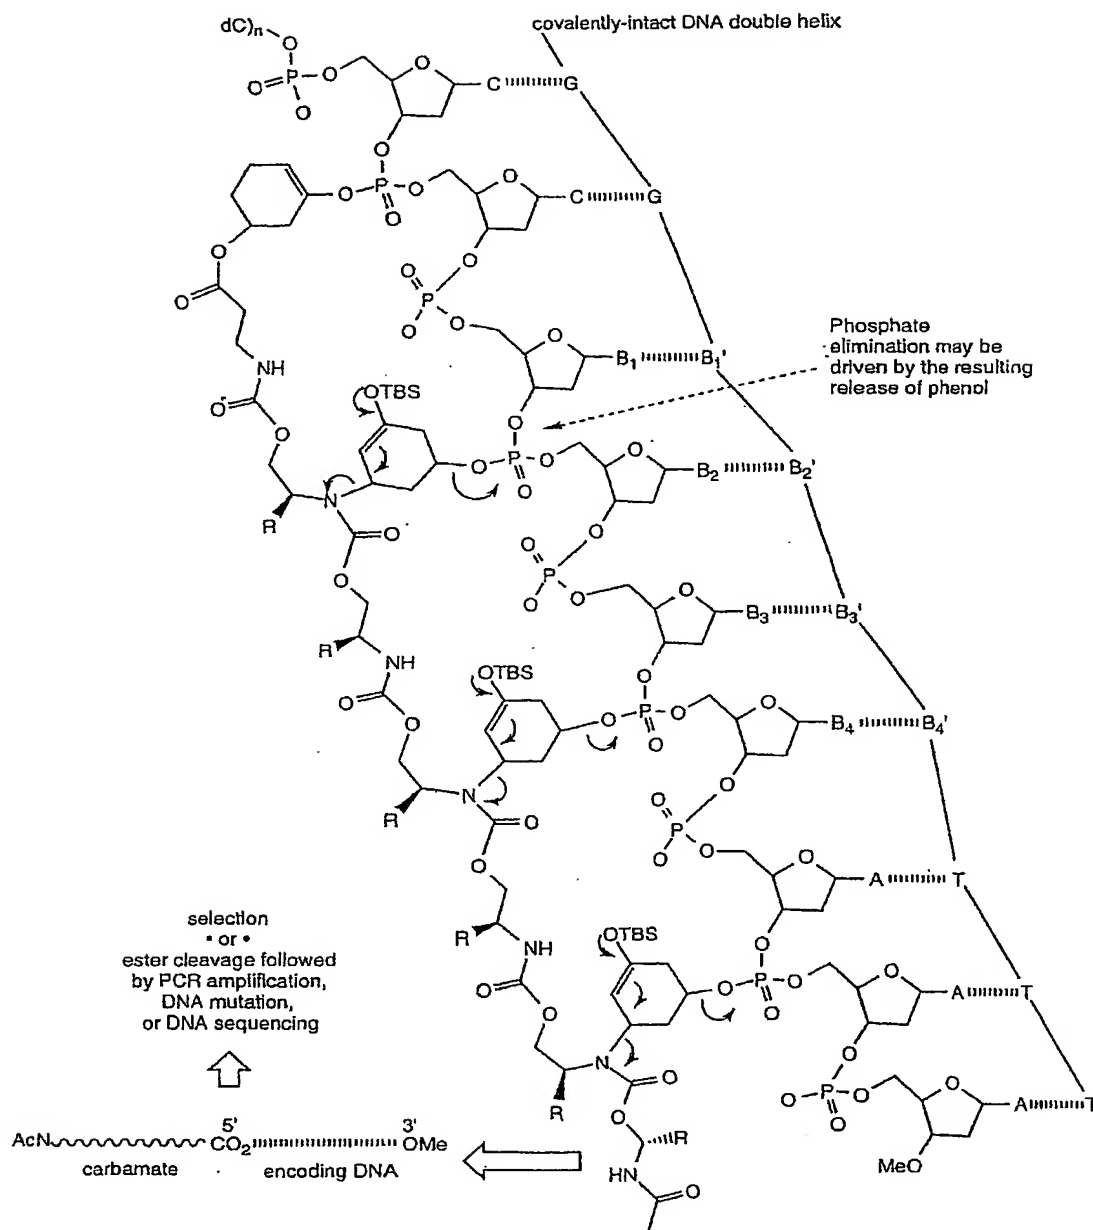 dC)n
covalently-intact DNA double helix
O
O P O O C G
O
O
O P O O C G
O
O
O
O
O P O
O O
O
B1 B1'
Phosphate
elimination may be
driven by the resulting
release of phenol
NH
OTBS
O
O
O
O P O
O
O B2 B2'
R N
O
O
O
O P
O O
O
R
NH
B3 B3'
O
O
OTBS
O
O P O
O
O
B4 B4'
R N
O
O
O
O P
O O
O
A T
R
NH
OTBS
O
O
O
O P O
O
O
A T
selection
• or •
ester cleavage followed
by PCR amplification,
DNA mutation,
or DNA sequencing
R N
O
O
O
O P O
O
O
A T
R
HN
O
MeO
5' 3'
AcN CO2 OMe
carbamate encoding DNA